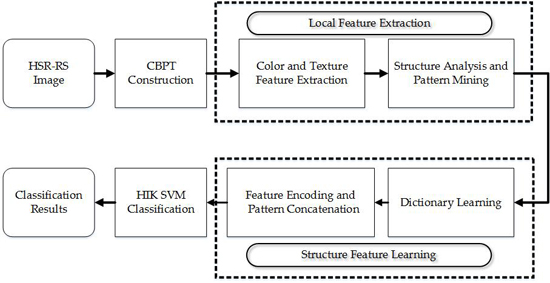 Local Feature Extraction
HSR-RS
Image
CBPT
Construction
Color and Texture
Feature Extraction
Structure Analysis and
Pattern Mining
Classification
Results
HIK SVM
Classification
Feature Encoding and
Pattern Concatenation
Dictionary Learning
Structure Feature Learning